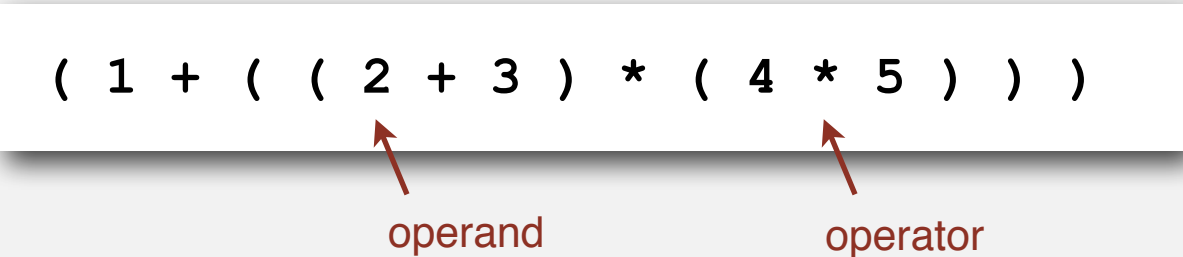 ( 1 + ( ( 2 + 3 ) * ( 4 * 5 ) ) )
operand operator